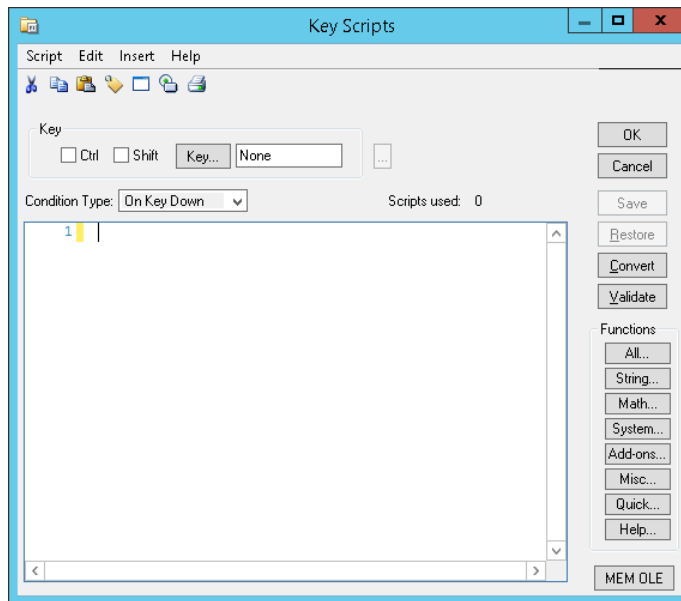 Key Scripts
Script Edit Insert Help
Key
Ctrl Shift Key... None ...
Condition Type: On Key Down Scripts used: 0
1
OK
Cancel
Save
Restore
Convert
Validate
Functions
All...
String...
Math...
System...
Add-ons...
Misc...
Quick...
Help...
MEM OLE